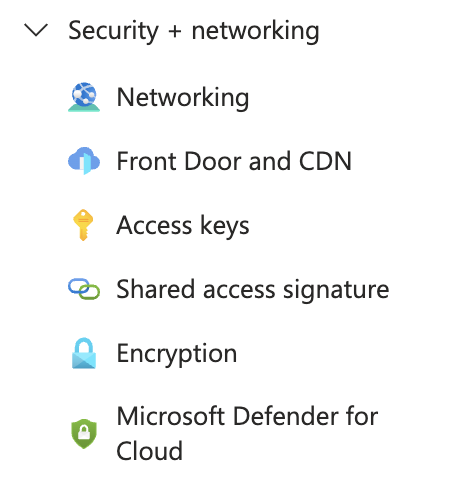 Security + networking
Networking
Front Door and CDN
Access keys
Shared access signature
Encryption
Microsoft Defender for
Cloud